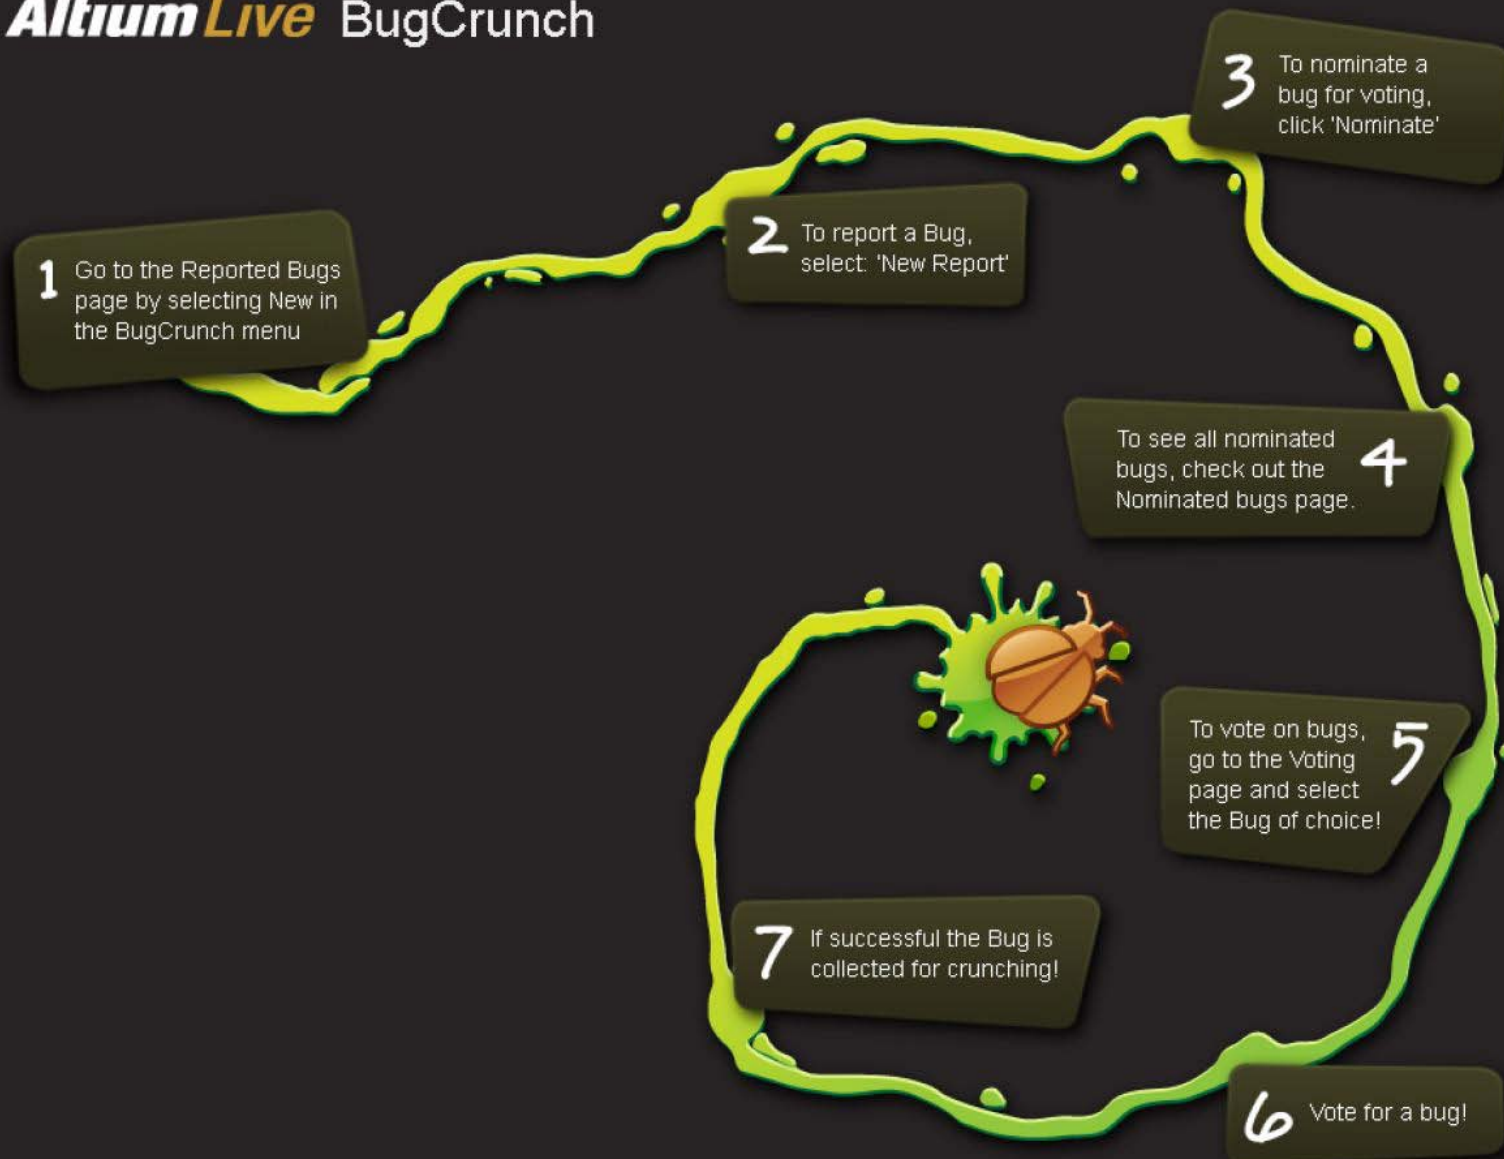 Altium Live BugCrunch
1 Go to the Reported Bugs
page by selecting New in
the BugCrunch menu
2 To report a Bug,
select: 'New Report'
3 To nominate a
bug for voting,
click 'Nominate'
To see all nominated
bugs, check out the 4
Nominated bugs page.
To vote on bugs,
go to the Voting 5
page and select
the Bug of choice!
6 Vote for a bug!
7 If successful the Bug is
collected for crunching!